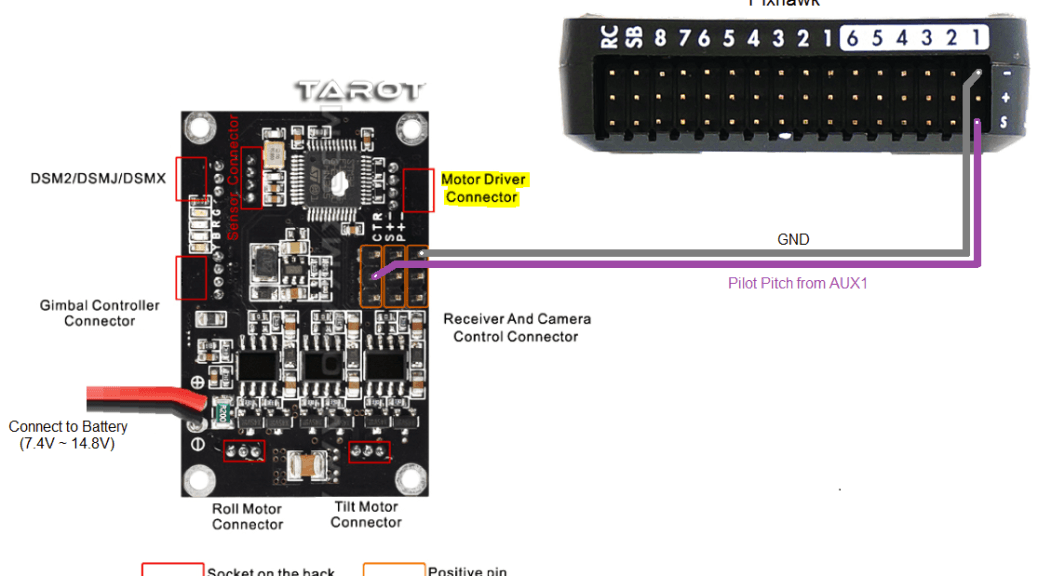 Pixhawk
RC SB 8 7 6 5 4 3 2 1 6 5 4 3 2 1
-
+
S
TAROT
Sensor Connector
DSM2/DSMJ/DSMX
Motor Driver
Connector
YBRG
CTR
S+-
P+-
GND
Pilot Pitch from AUX1
Gimbal Controller
Connector
Receiver And Camera
Control Connector
Connect to Battery
(7.4V ~ 14.8V)
Roll Motor
Connector
Tilt Motor
Connector
Socket on the back
Positive pin